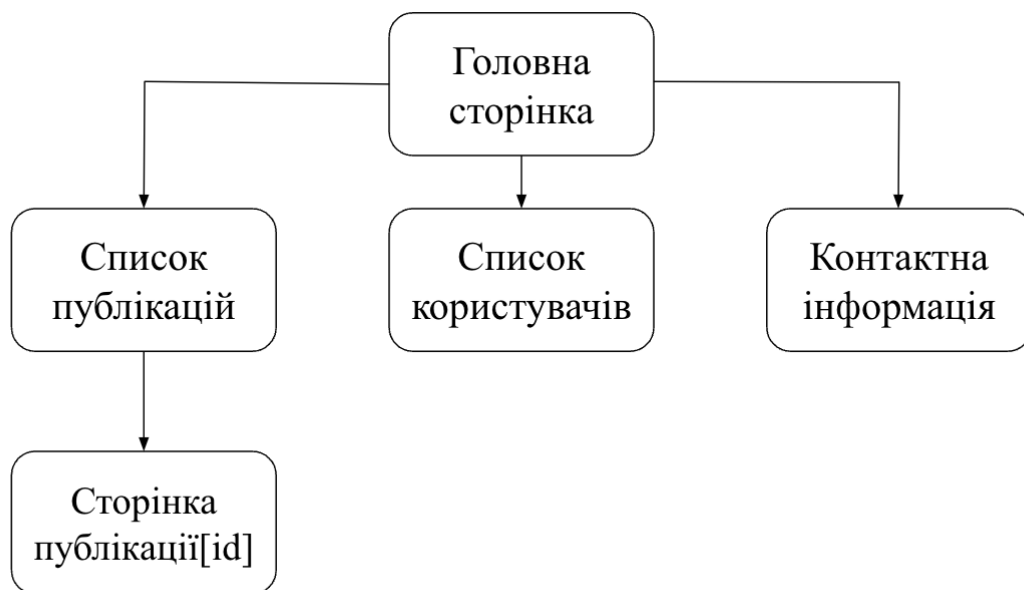 Головна
сторінка
Список
публікацій
Список
користувачів
Контактна
інформація
Сторінка
публікації[id]